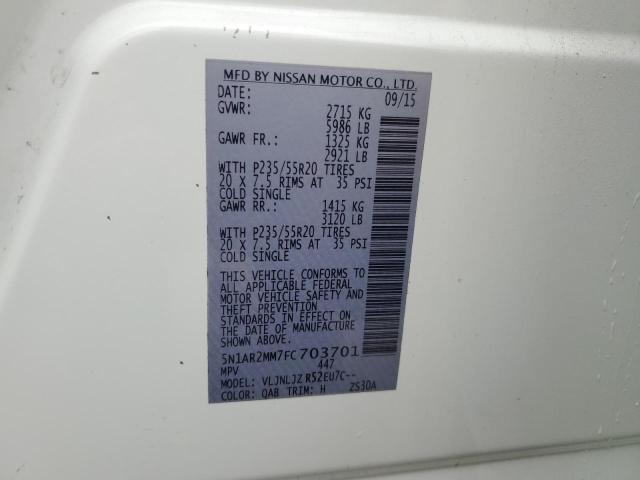 MFD BY NISSAN MOTOR CO., LTD.
DATE: 09/15
GVWR: 2715 KG
5986 LB
GAWR FR.: 1325 KG
2921 LB
WITH P235/55R20 TIRES
20 X 7.5 RIMS AT 35 PSI
COLD SINGLE
GAWR RR.: 1415 KG
3120 LB
WITH P235/55R20 TIRES
20 X 7.5 RIMS AT 35 PSI
COLD SINGLE
THIS VEHICLE CONFORMS TO
ALL APPLICABLE FEDERAL
MOTOR VEHICLE SAFETY AND
THEFT PREVENTION
STANDARDS IN EFFECT ON
THE DATE OF MANUFACTURE
SHOWN ABOVE.
5N1AR2MM7FC703701
MPV 447
MODEL: VLJNLJZ R52EU7C--
COLOR: QAB TRIM: H ZS30A